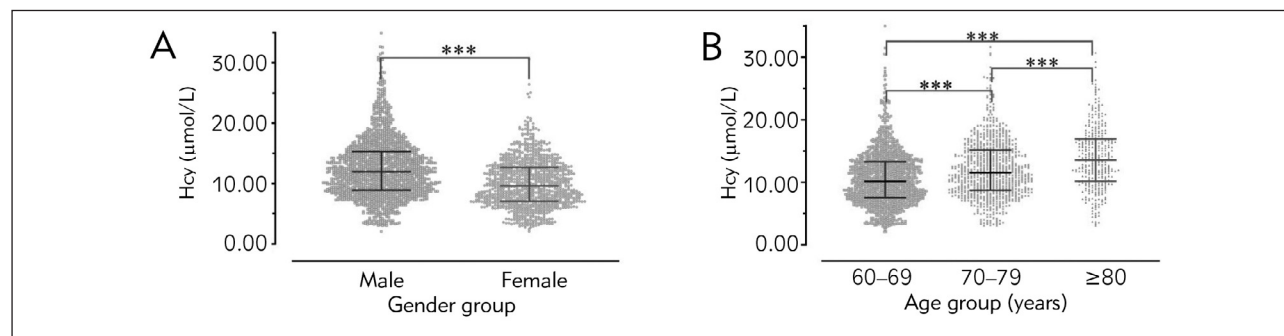 A
Hcy (μmol/L)
30.00
20.00
10.00
0.00
***
Male
Female
Gender group
B
Hcy (μmol/L)
30.00
20.00
10.00
0.00
***
***
***
60–69
70–79
≥80
Age group (years)